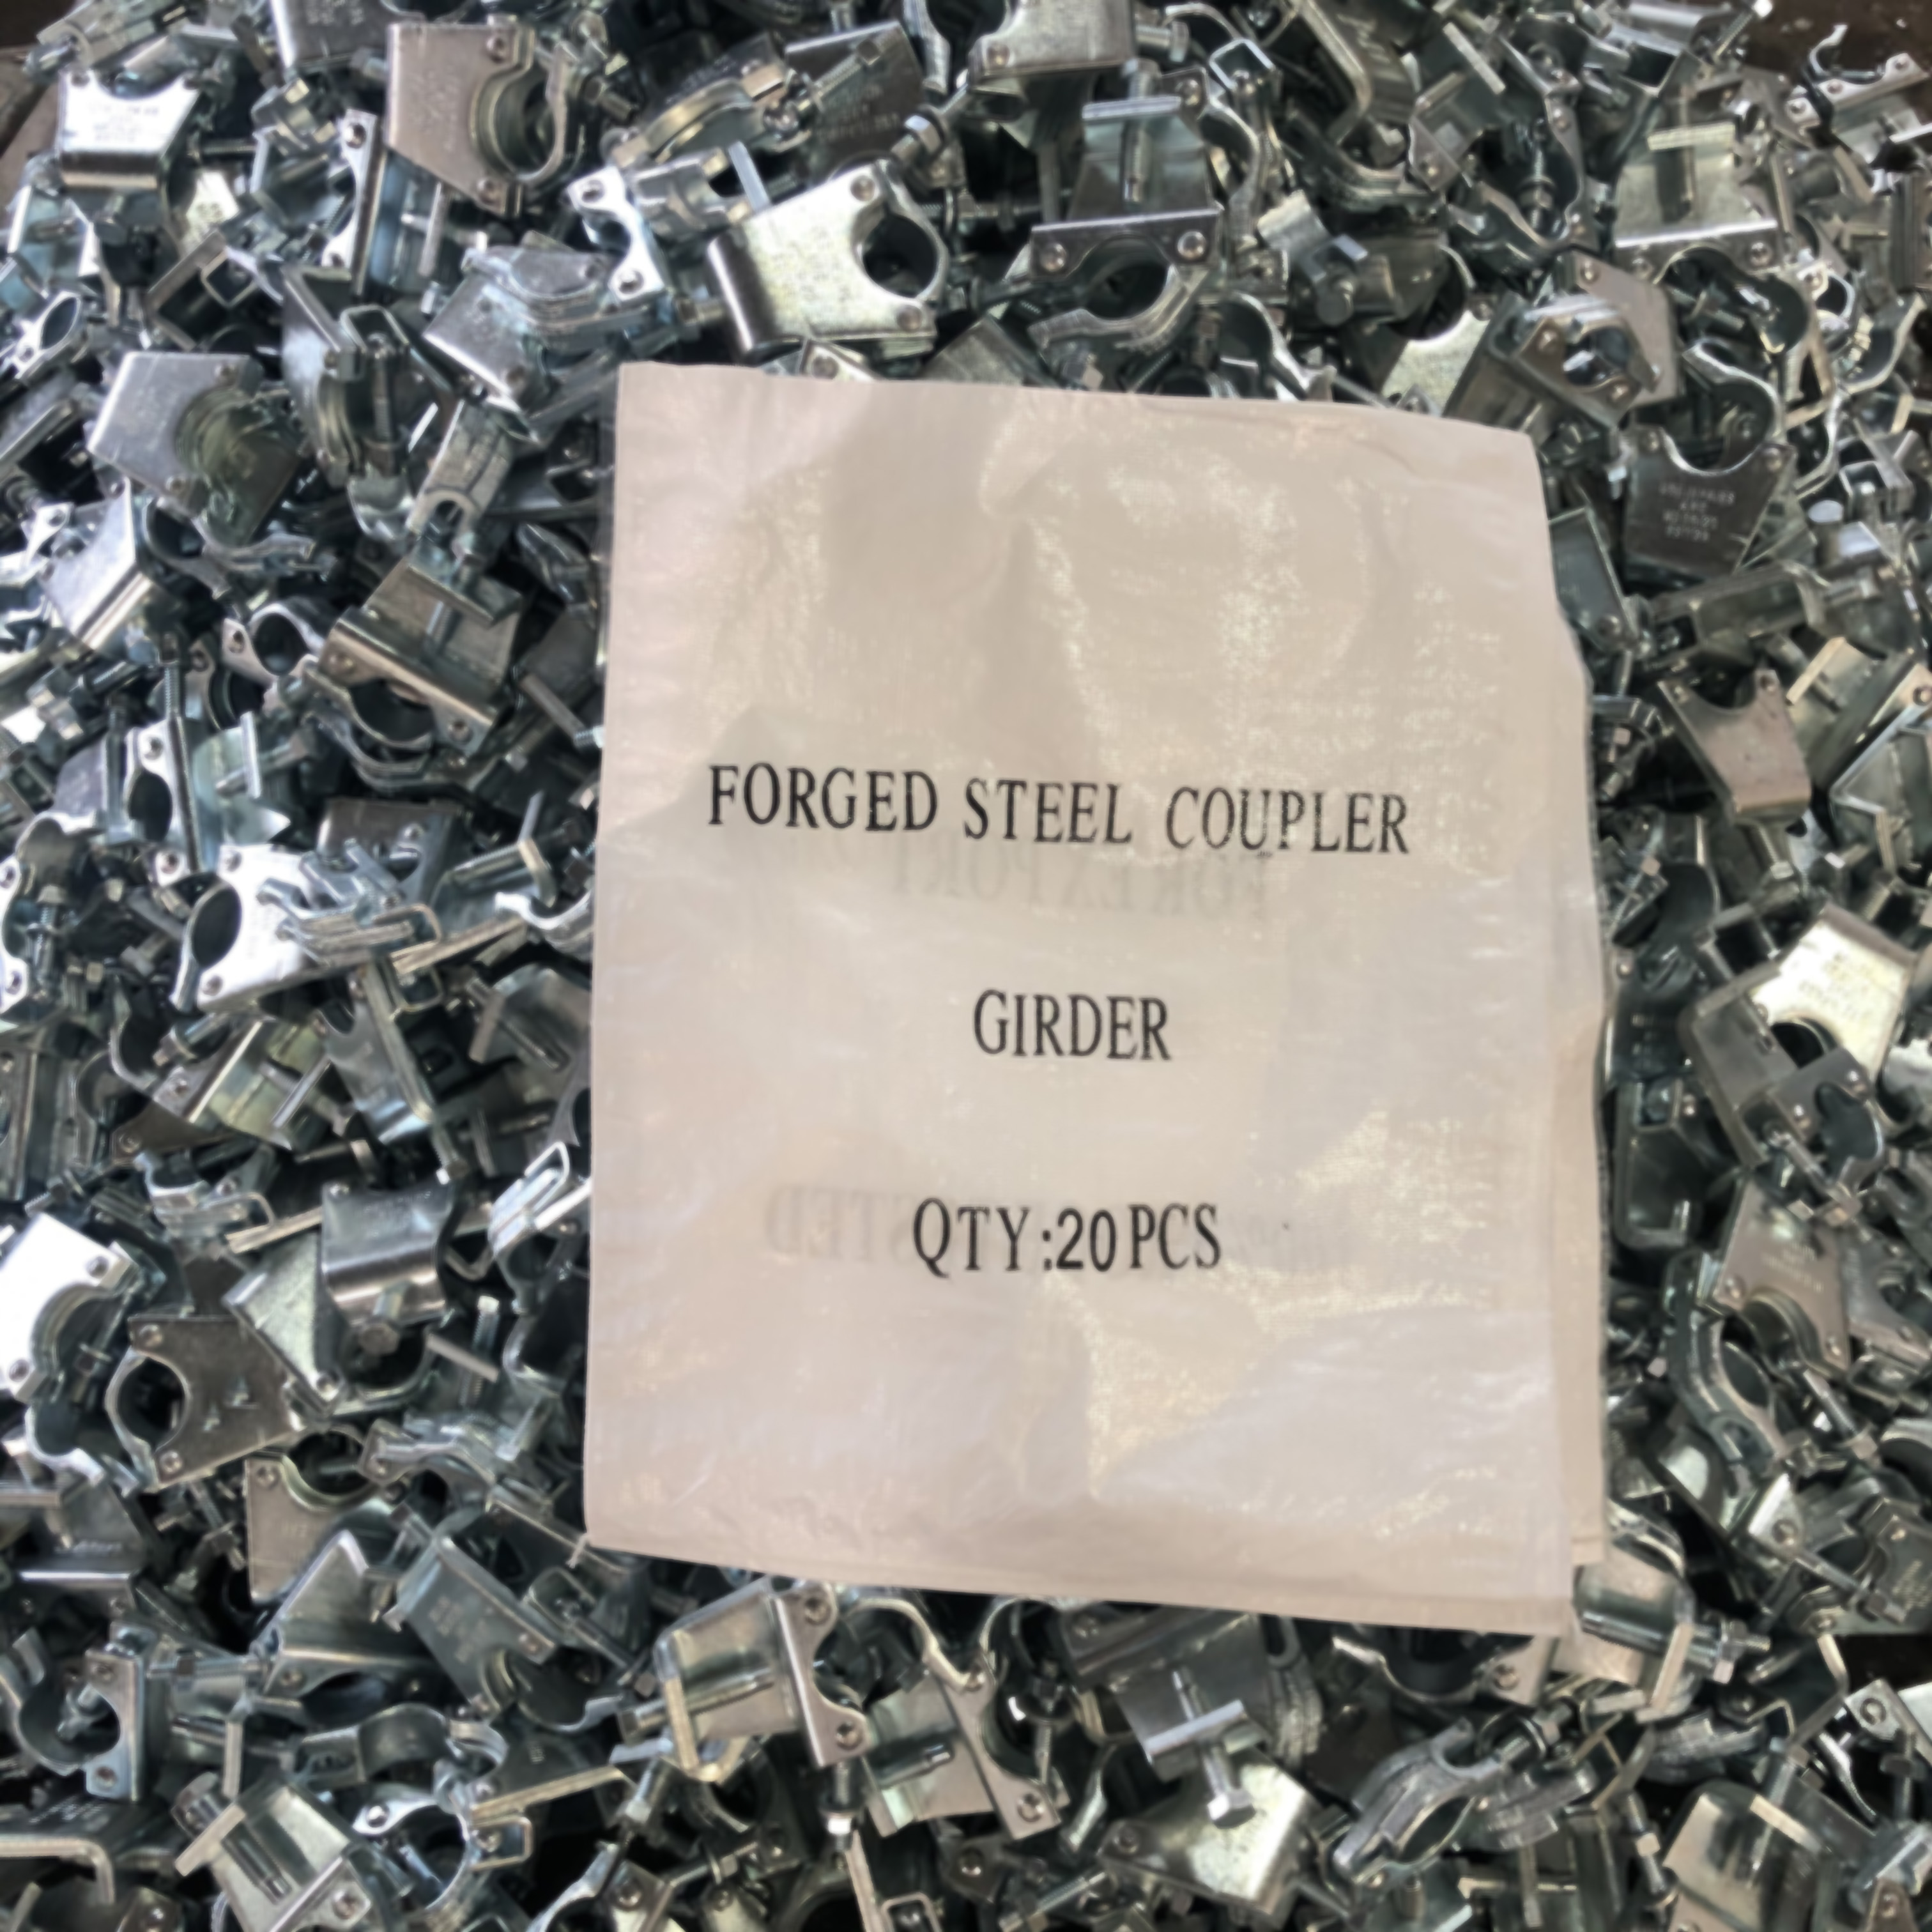 FORGED STEEL COUPLER
GIRDER
QTY:20PCS